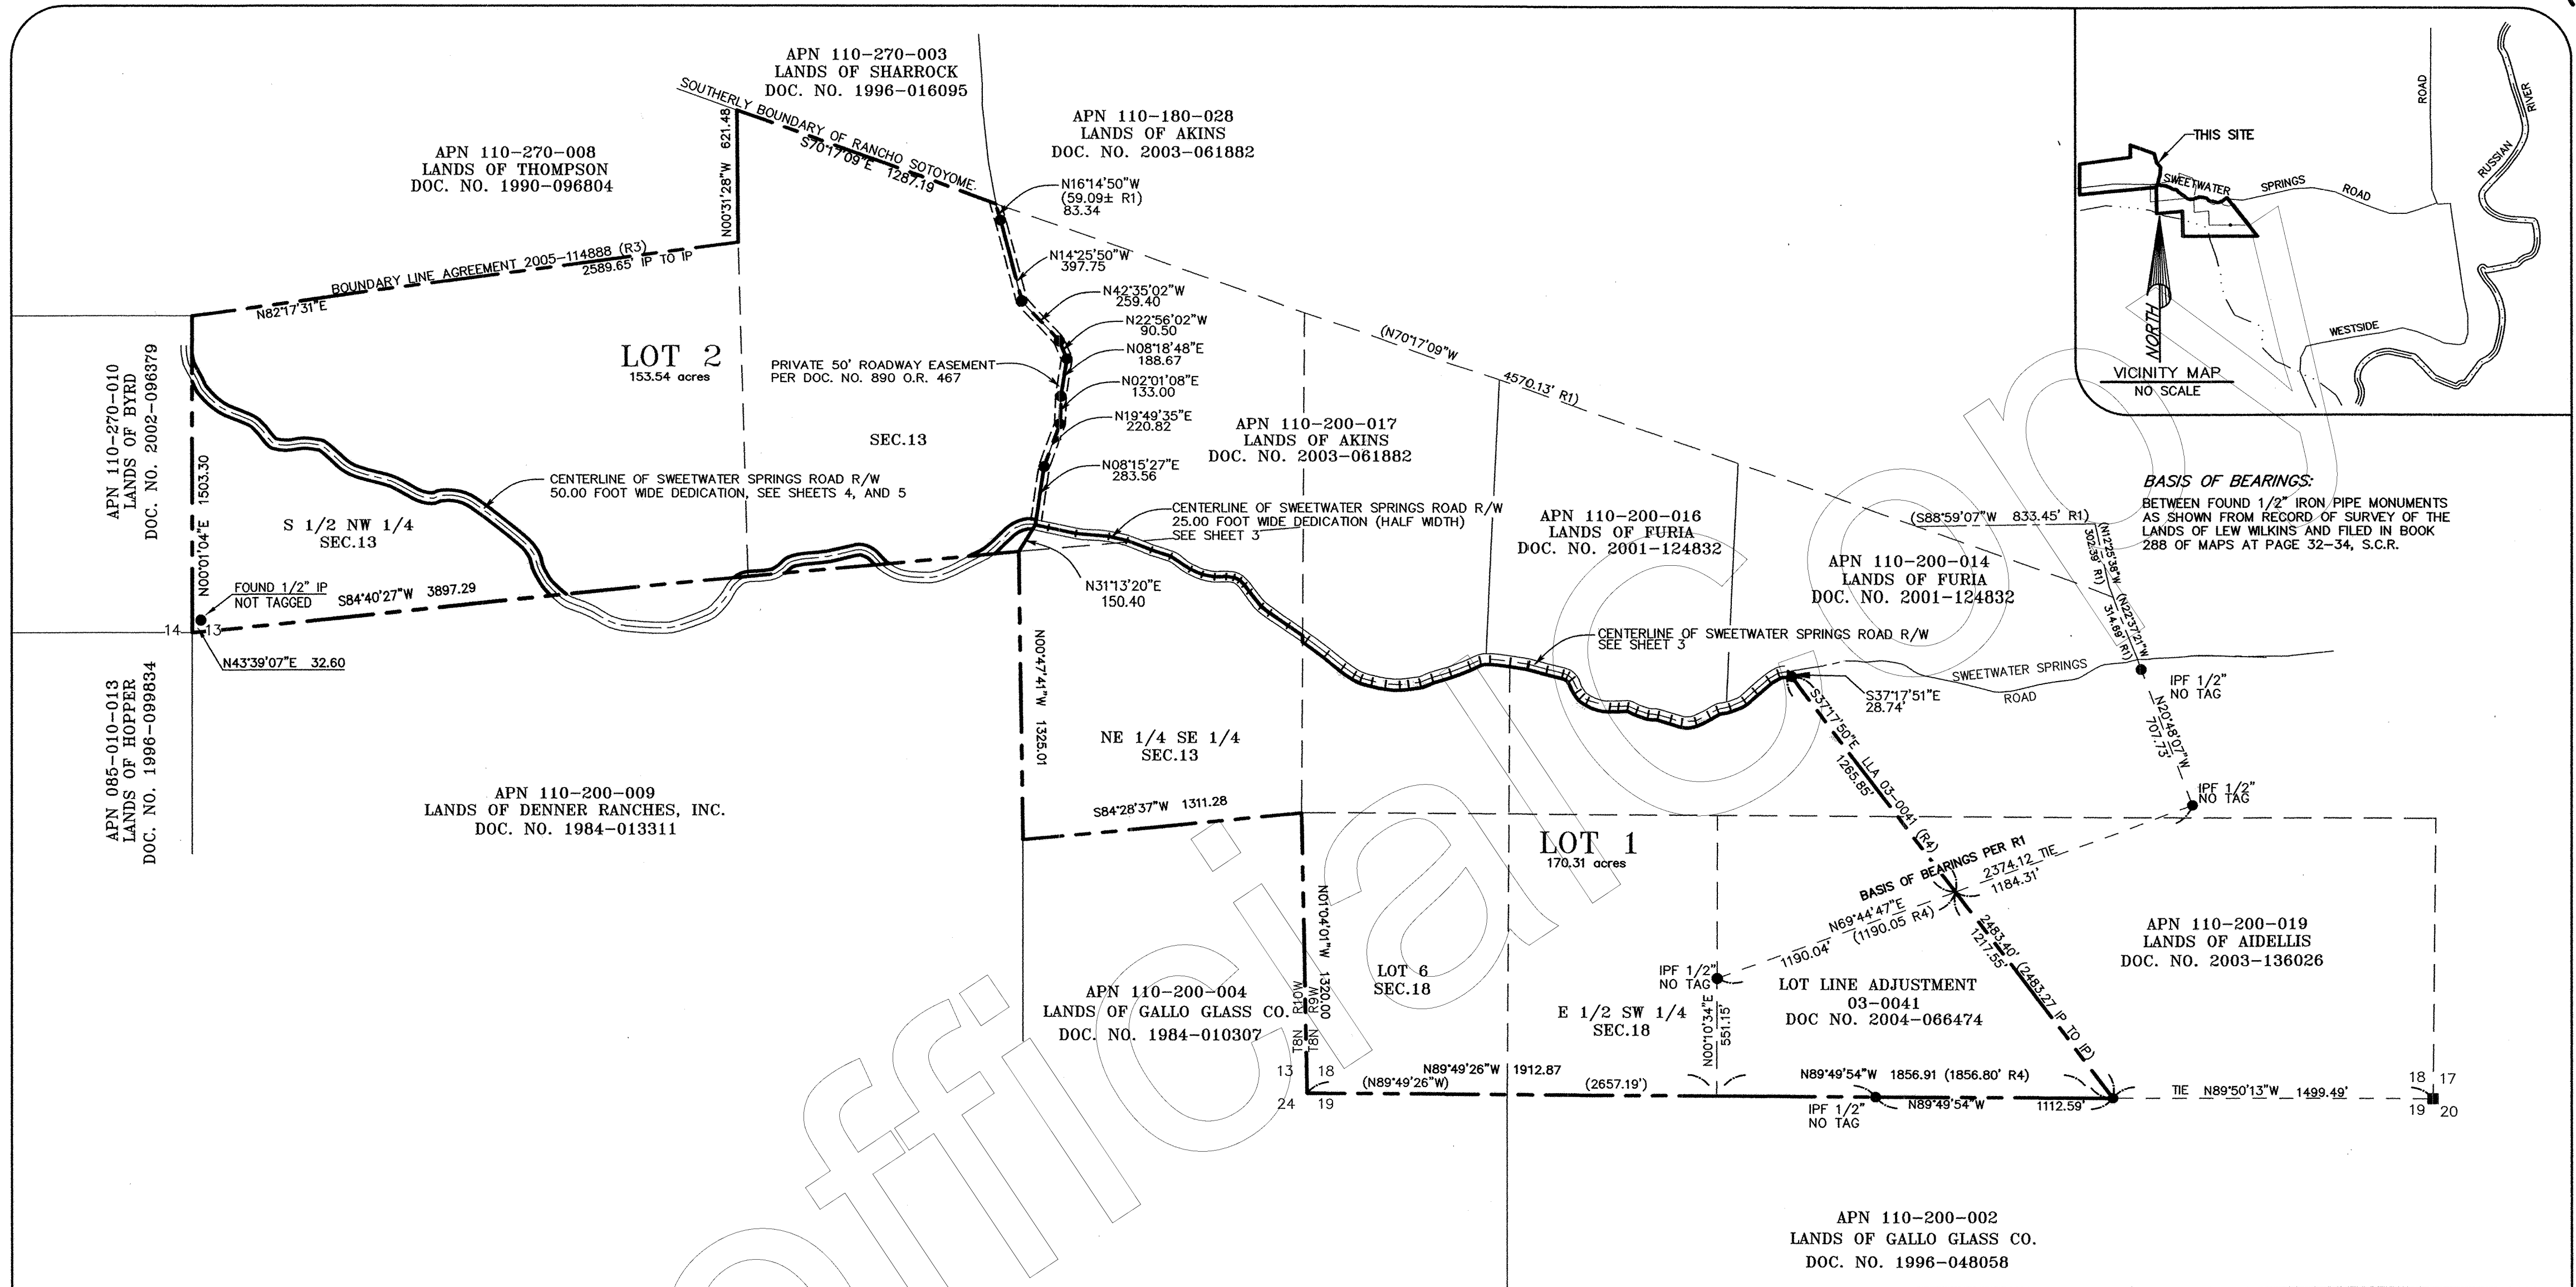 APN 110-270-003
LANDS OF SHARROCK
DOC. NO. 1996-016095
SOUTHERLY BOUNDARY OF RANCHO SOTOYOME.
S70°17'09"E 1287.19
APN 110-180-028
LANDS OF AKINS
DOC. NO. 2003-061882
APN 110-270-008
LANDS OF THOMPSON
DOC. NO. 1990-096804
N00°31'28"W 621.48
N16°14'50"W
(59.09± R1)
83.34
BOUNDARY LINE AGREEMENT 2005-114888 (R3)
2589.65 IP TO IP
N82°17'31"E
N14°25'50"W
397.75
N42°35'02"W
259.40
N22°56'02"W
90.50
N08°18'48"E
188.67
N02°01'08"E
133.00
N19°49'35"E
220.82
N08°15'27"E
283.56
LOT 2
153.54 acres
PRIVATE 50' ROADWAY EASEMENT
PER DOC. NO. 890 O.R. 467
SEC.13
APN 110-200-017
LANDS OF AKINS
DOC. NO. 2003-061882
(N70°17'09"W
4570.13' R1)
APN 110-270-010
LANDS OF BYRD
DOC. NO. 2002-096379
N00°01'04"E 1503.30
CENTERLINE OF SWEETWATER SPRINGS ROAD R/W
50.00 FOOT WIDE DEDICATION, SEE SHEETS 4, AND 5
S 1/2 NW 1/4
SEC.13
CENTERLINE OF SWEETWATER SPRINGS ROAD R/W
25.00 FOOT WIDE DEDICATION (HALF WIDTH)
SEE SHEET 3
APN 110-200-016
LANDS OF FURIA
DOC. NO. 2001-124832
(S88°59'07"W 833.45' R1)
APN 110-200-014
LANDS OF FURIA
DOC. NO. 2001-124832
(N12°25'38"W
302.39' R1)
(N22°37'21"W
314.89' R1)
FOUND 1/2" IP
NOT TAGGED
S84°40'27"W 3897.29
14
13
N43°39'07"E 32.60
N31°13'20"E
150.40
CENTERLINE OF SWEETWATER SPRINGS ROAD R/W
SEE SHEET 3
SWEETWATER SPRINGS
ROAD
S37°17'51"E
28.74'
IPF 1/2"
NO TAG
N20°48'07"W
707.73'
IPF 1/2"
NO TAG
N00°47'41"W 1325.01
NE 1/4 SE 1/4
SEC.13
S37°17'50"E LLA 03-0041 (R4)
1265.85'
APN 085-010-013
LANDS OF HOPPER
DOC. NO. 1996-099834
APN 110-200-009
LANDS OF DENNER RANCHES, INC.
DOC. NO. 1984-013311
S84°28'37"W 1311.28
LOT 1
170.31 acres
BASIS OF BEARINGS PER R1
2374.12 TIE
1184.31'
N69°44'47"E
1190.04' (1190.05 R4)
2483.40' (2483.27 IP TO IP)
1217.55'
APN 110-200-019
LANDS OF AIDELLIS
DOC. NO. 2003-136026
N01°04'01"W 1320.00
T8N R10W
T8N R9W
LOT 6
SEC.18
IPF 1/2"
NO TAG
LOT LINE ADJUSTMENT
03-0041
DOC NO. 2004-066474
APN 110-200-004
LANDS OF GALLO GLASS CO.
DOC. NO. 1984-010307
E 1/2 SW 1/4
SEC.18
N00°10'34"E
551.15'
13 18
24 19
N89°49'26"W 1912.87
(N89°49'26"W) (2657.19')
N89°49'54"W 1856.91 (1856.80' R4)
IPF 1/2"
NO TAG
N89°49'54"W 1112.59'
TIE N89°50'13"W 1499.49'
18 17
19 20
APN 110-200-002
LANDS OF GALLO GLASS CO.
DOC. NO. 1996-048058
THIS SITE
SWEETWATER SPRINGS ROAD
ROAD
RUSSIAN RIVER
WESTSIDE
NORTH
VICINITY MAP
NO SCALE
BASIS OF BEARINGS:
BETWEEN FOUND 1/2" IRON PIPE MONUMENTS
AS SHOWN FROM RECORD OF SURVEY OF THE
LANDS OF LEW WILKINS AND FILED IN BOOK
288 OF MAPS AT PAGE 32-34, S.C.R.
official Copy